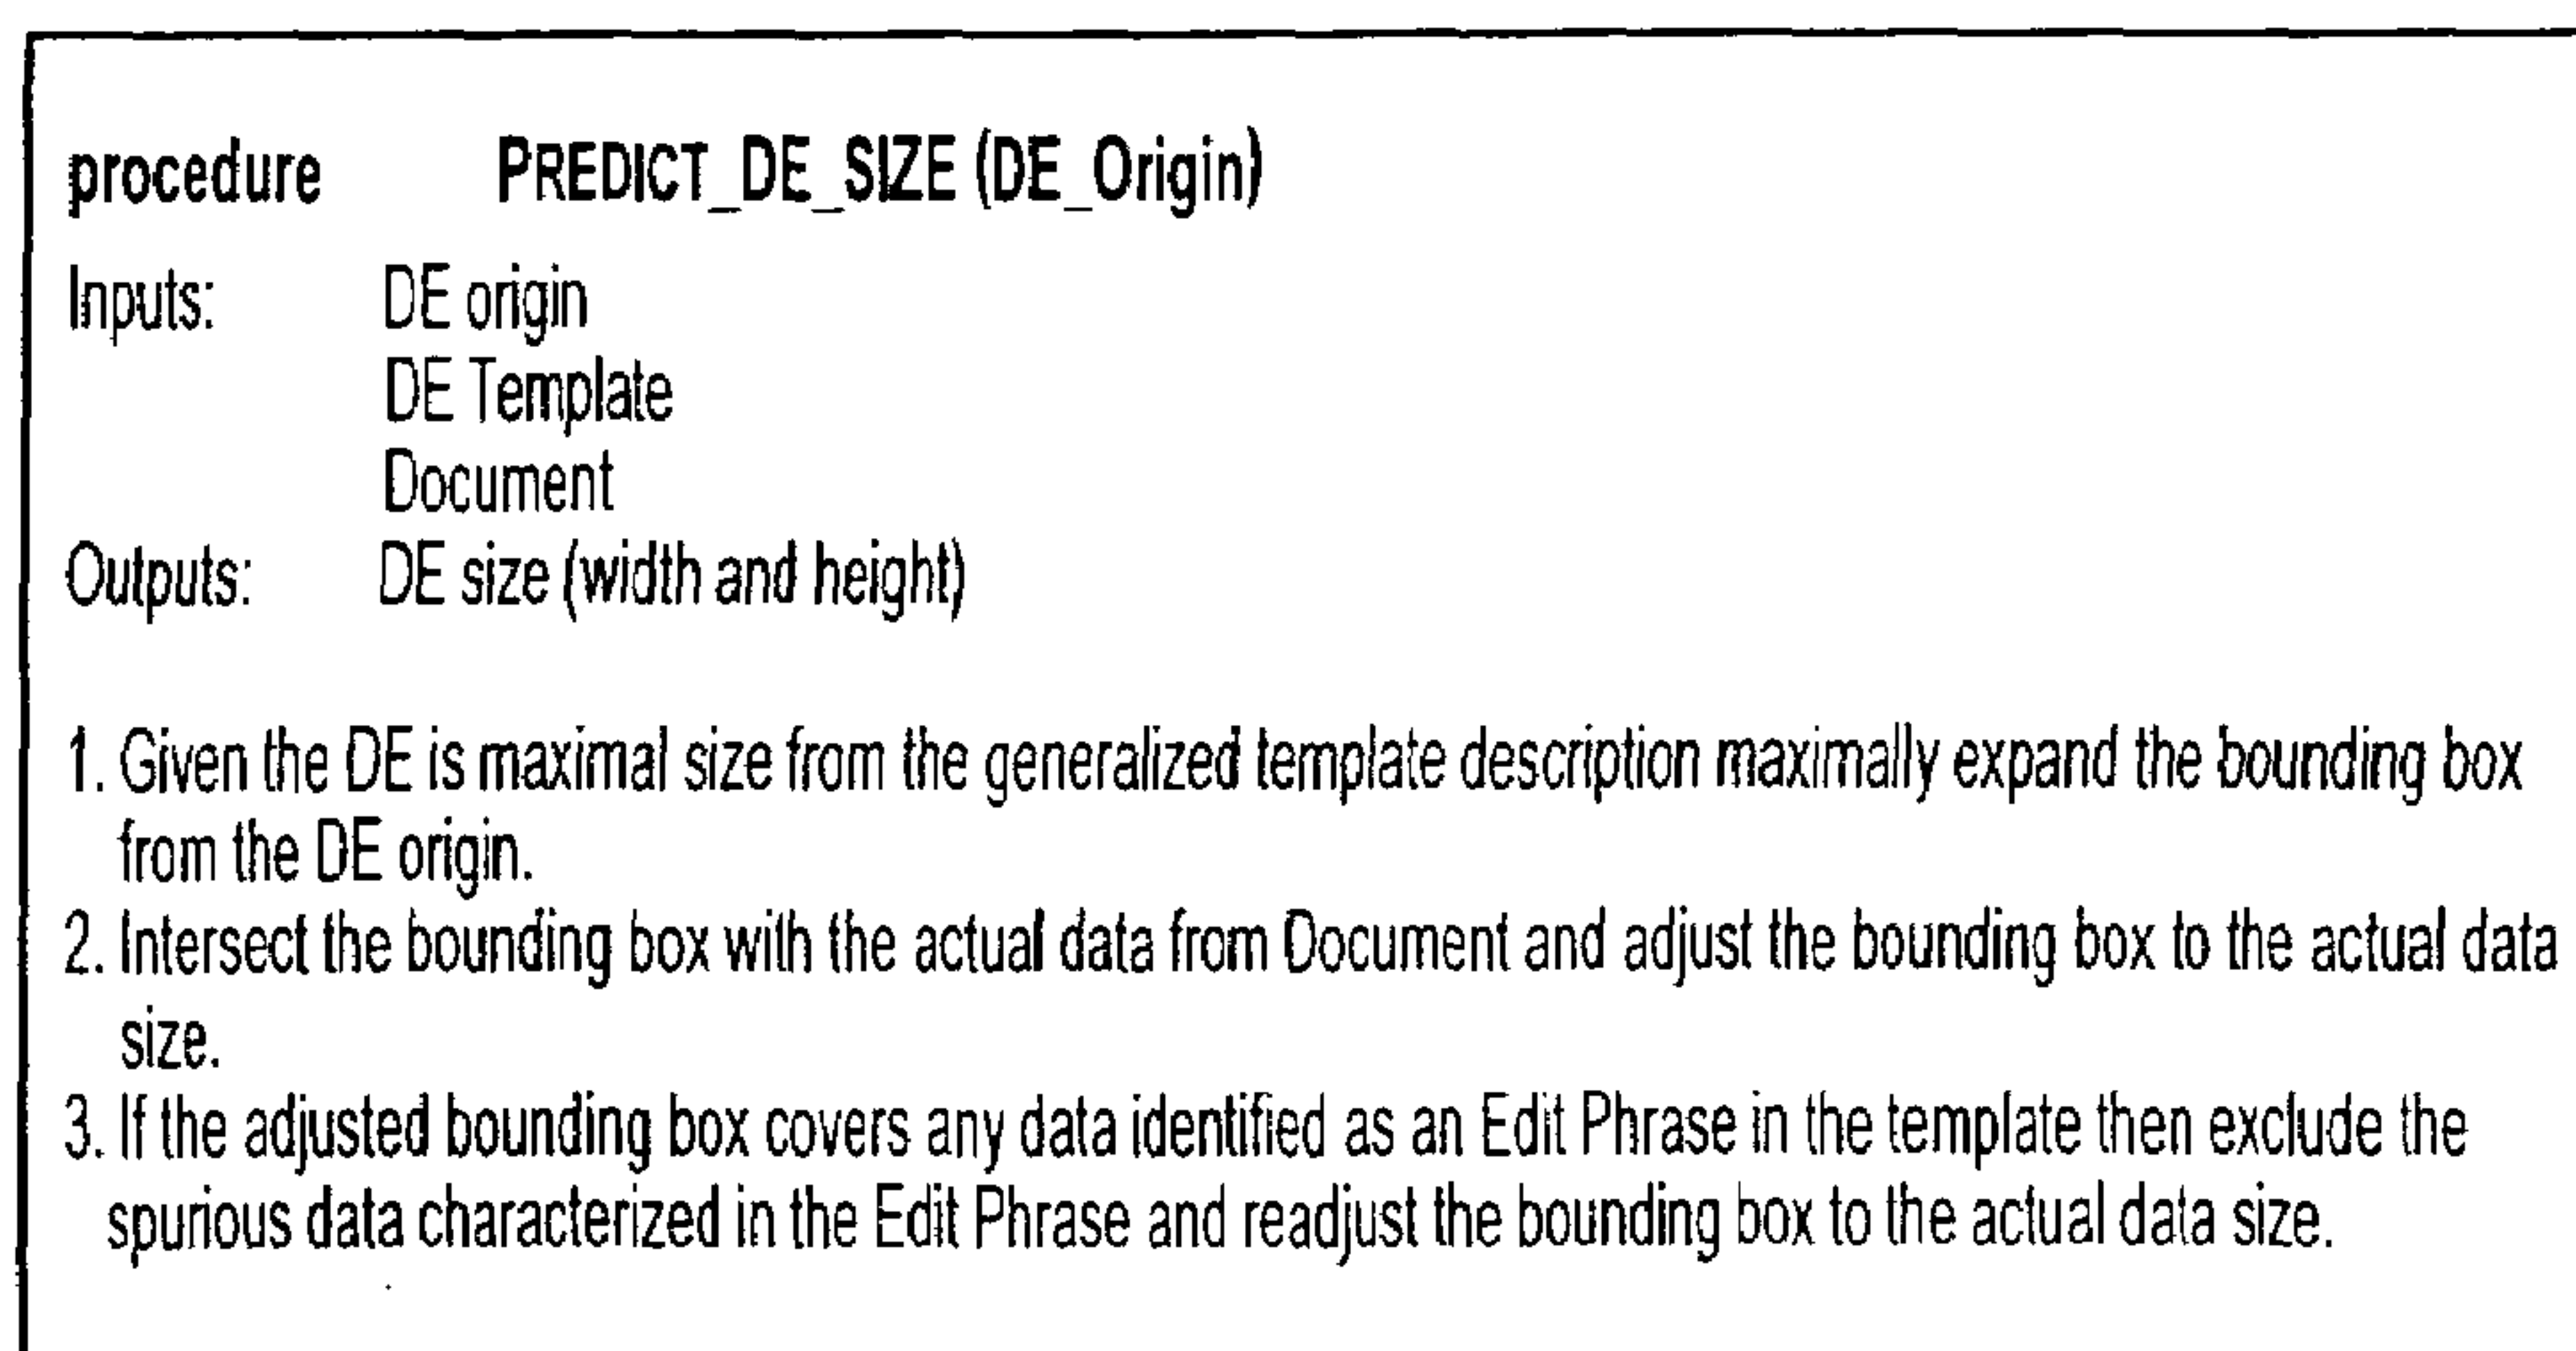 procedure PREDICT_DE_SIZE (DE_Origin)
Inputs: DE origin
DE Template
Document
Outputs: DE size (width and height)
1. Given the DE is maximal size from the generalized template description maximally expand the bounding box
from the DE origin.
2. Intersect the bounding box with the actual data from Document and adjust the bounding box to the actual data
size.
3. If the adjusted bounding box covers any data identified as an Edit Phrase in the template then exclude the
spurious data characterized in the Edit Phrase and readjust the bounding box to the actual data size.